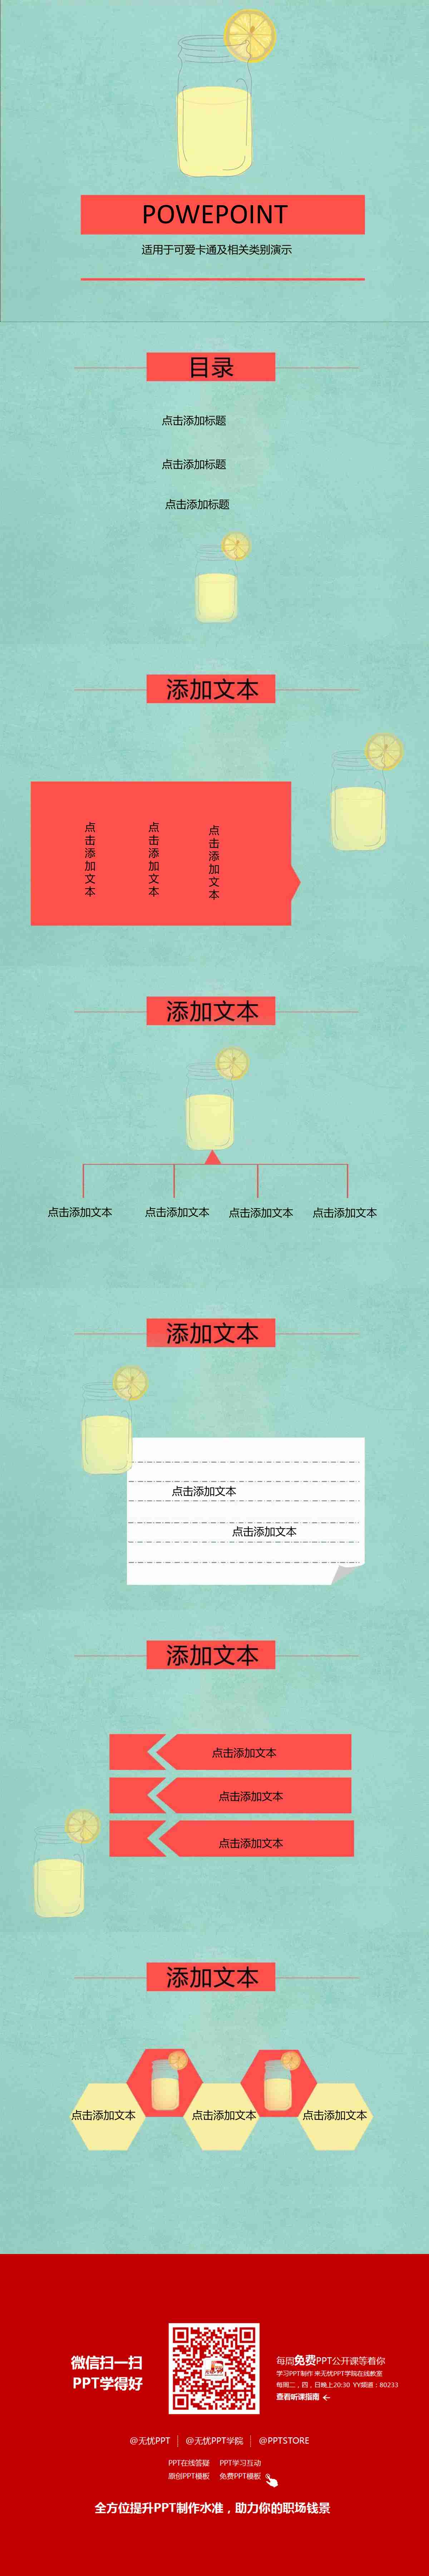 POWEPOINT
适用于可爱卡通及相关类别演示
目录
点击添加标题
点击添加标题
点击添加标题
添加文本
点击添加文本
点击添加文本
点击添加文本
添加文本
点击添加文本
点击添加文本
点击添加文本
点击添加文本
添加文本
点击添加文本
点击添加文本
添加文本
点击添加文本
点击添加文本
点击添加文本
添加文本
点击添加文本
点击添加文本
点击添加文本
微信扫一扫
PPT学得好
每周免费PPT公开课等着你
学习PPT制作 来无忧PPT学院在线教室
每周二，四，日晚上20:30 YY频道：80233
查看听课指南
@无忧PPT
@无忧PPT学院
@PPTSTORE
PPT在线答疑 PPT学习互动
原创PPT模板 免费PPT模板
全方位提升PPT制作水准，助力你的职场钱景